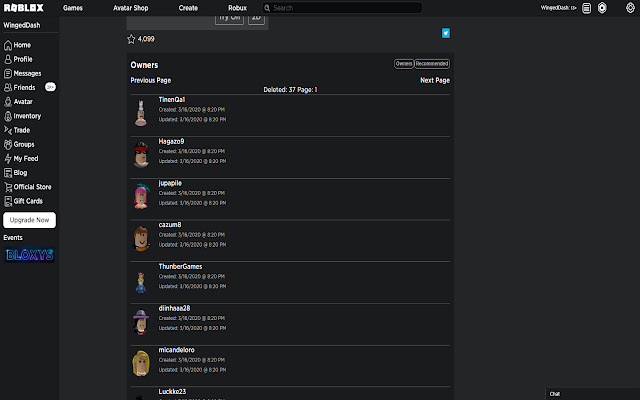 ROBLOX
Games
Avatar Shop
Create
Robux
Search
WingedDash: 13+
WingedDash
Home
Profile
Messages
Friends
Avatar
Inventory
Trade
Groups
My Feed
Blog
Official Store
Gift Cards
Upgrade Now
Events
BLOXYS
Try On
2D
4,099
Owners
Owners
Recommended
Previous Page
Next Page
Deleted: 37 Page: 1
TinenQa1
Created: 3/16/2020 @ 8:20 PM
Updated: 3/16/2020 @ 8:20 PM
Hagazo9
Created: 3/16/2020 @ 8:20 PM
Updated: 3/16/2020 @ 8:20 PM
jupapile
Created: 3/16/2020 @ 8:20 PM
Updated: 3/16/2020 @ 8:20 PM
cazum8
Created: 3/16/2020 @ 8:20 PM
Updated: 3/16/2020 @ 8:20 PM
ThunberGames
Created: 3/16/2020 @ 8:20 PM
Updated: 3/16/2020 @ 8:20 PM
diinhaaa28
Created: 3/16/2020 @ 8:20 PM
Updated: 3/16/2020 @ 8:20 PM
micandeloro
Created: 3/16/2020 @ 8:20 PM
Updated: 3/16/2020 @ 8:20 PM
Luckko23
Chat